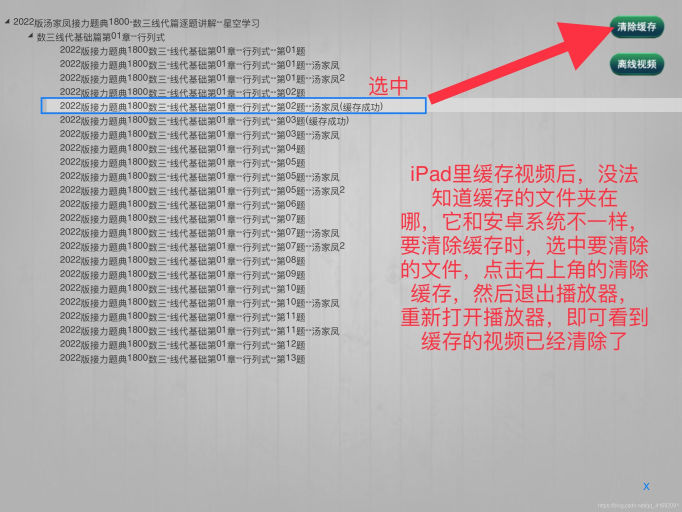 2022版汤家凤接力题典1800-数三线代篇逐题讲解--星空学习
数三线代基础篇第01章--行列式
2022版接力题典1800数三-线代基础第01章--行列式--第01题
2022版接力题典1800数三-线代基础第01章--行列式--第01题--汤家凤
2022版接力题典1800数三-线代基础第01章--行列式--第01题--汤家凤2
2022版接力题典1800数三-线代基础第01章--行列式--第02题
2022版接力题典1800数三-线代基础第01章--行列式--第02题--汤家凤(缓存成功)
2022版接力题典1800数三-线代基础第01章--行列式--第03题(缓存成功)
2022版接力题典1800数三-线代基础第01章--行列式--第03题--汤家凤
2022版接力题典1800数三-线代基础第01章--行列式--第04题
2022版接力题典1800数三-线代基础第01章--行列式--第05题
2022版接力题典1800数三-线代基础第01章--行列式--第05题--汤家凤
2022版接力题典1800数三-线代基础第01章--行列式--第05题--汤家凤2
2022版接力题典1800数三-线代基础第01章--行列式--第06题
2022版接力题典1800数三-线代基础第01章--行列式--第07题
2022版接力题典1800数三-线代基础第01章--行列式--第07题--汤家凤
2022版接力题典1800数三-线代基础第01章--行列式--第07题--汤家凤2
2022版接力题典1800数三-线代基础第01章--行列式--第08题
2022版接力题典1800数三-线代基础第01章--行列式--第09题
2022版接力题典1800数三-线代基础第01章--行列式--第10题
2022版接力题典1800数三-线代基础第01章--行列式--第10题--汤家凤
2022版接力题典1800数三-线代基础第01章--行列式--第11题
2022版接力题典1800数三-线代基础第01章--行列式--第11题--汤家凤
2022版接力题典1800数三-线代基础第01章--行列式--第12题
2022版接力题典1800数三-线代基础第01章--行列式--第13题
选中
清除缓存
离线视频
iPad里缓存视频后，没法
知道缓存的文件夹在
哪，它和安卓系统不一样，
要清除缓存时，选中要清除
的文件，点击右上角的清除
缓存，然后退出播放器，
重新打开播放器，即可看到
缓存的视频已经清除了
X